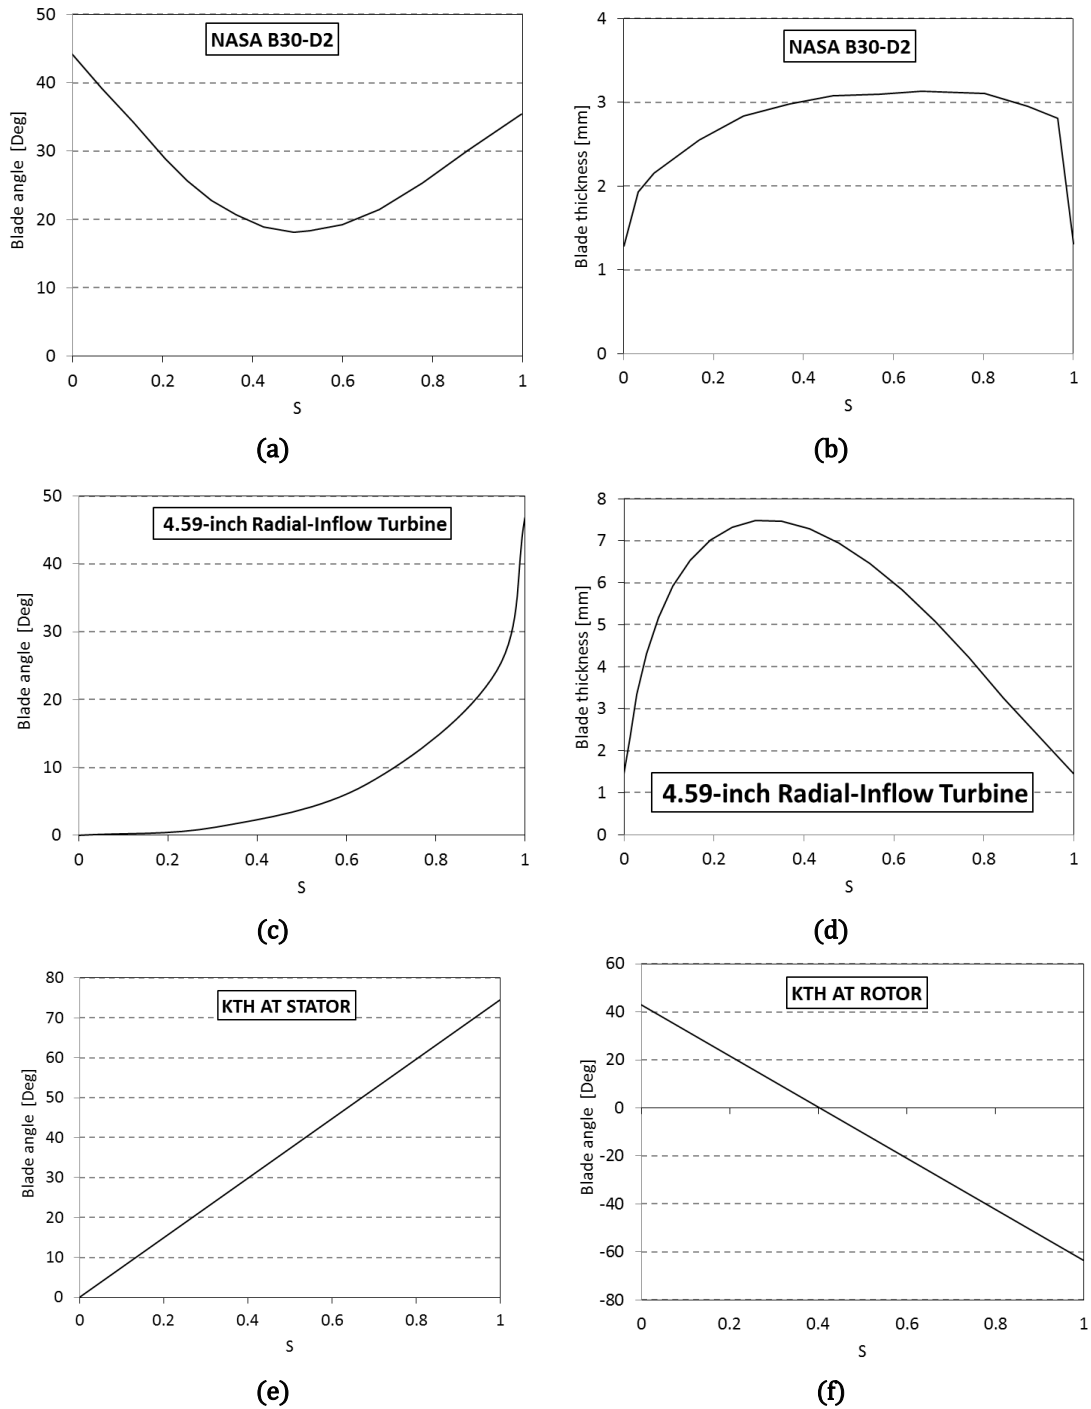 NASA B30-D2
Blade angle [Deg]
50
40
30
20
10
0
0 0.2 0.4 0.6 0.8 1
S
(a)
NASA B30-D2
Blade thickness [mm]
4
3
2
1
0
0 0.2 0.4 0.6 0.8 1
S
(b)
4.59-inch Radial-Inflow Turbine
Blade angle [Deg]
50
40
30
20
10
0
0 0.2 0.4 0.6 0.8 1
S
(c)
4.59-inch Radial-Inflow Turbine
Blade thickness [mm]
8
7
6
5
4
3
2
1
0
0 0.2 0.4 0.6 0.8 1
S
(d)
KTH AT STATOR
Blade angle [Deg]
80
70
60
50
40
30
20
10
0
0 0.2 0.4 0.6 0.8 1
S
(e)
KTH AT ROTOR
Blade angle [Deg]
60
40
20
0
-20
-40
-60
-80
0 0.2 0.4 0.6 0.8 1
S
(f)